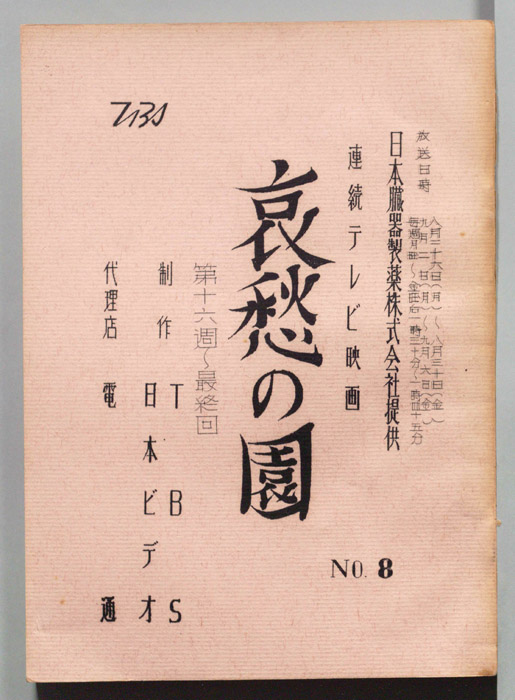 放送日時
八月二十六日(月)~八月三十日(金)
九月二日(月)~九月六日(金)
毎週月曜~金曜后一時三十分~一時四十五分
日本臓器製薬株式会社提供
連続テレビ映画
哀愁の園
第十六週~最終回
NO. 8
TBS
制作 TBS
日本ビデオ
代理店 電通